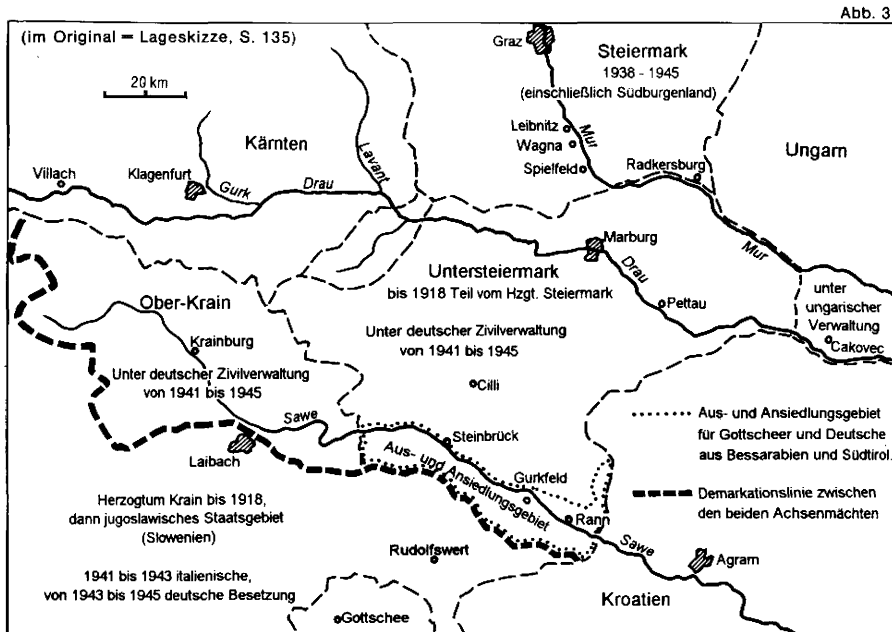 Abb. 3
(im Original = Lageskizze, S. 135)
20 km
Graz
Steiermark
1938 - 1945
(einschließlich Südburgenland)
Leibnitz
Wagna
Mur
Spielfeld
Radkersburg
Ungarn
Kärnten
Lavant
Villach
Klagenfurt
Gurk
Drau
Marburg
Mur
Untersteiermark
bis 1918 Teil vom Hzgt. Steiermark
Drau
Pettau
unter
ungarischer
Verwaltung
Cakovec
Ober-Krain
Krainburg
Unter deutscher Zivilverwaltung
von 1941 bis 1945
Unter deutscher Zivilverwaltung
von 1941 bis 1945
Cilli
Sawe
Steinbrück
Laibach
Aus- und Ansiedlungsgebiet
Gurkfeld
Rann
Sawe
Aus- und Ansiedlungsgebiet
für Gottscheer und Deutsche
aus Bessarabien und Südtirol.
Demarkationslinie zwischen
den beiden Achsenmächten
Herzogtum Krain bis 1918,
dann jugoslawisches Staatsgebiet
(Slowenien)
Rudolfswert
Agram
1941 bis 1943 italienische,
von 1943 bis 1945 deutsche Besetzung
Kroatien
Gottschee